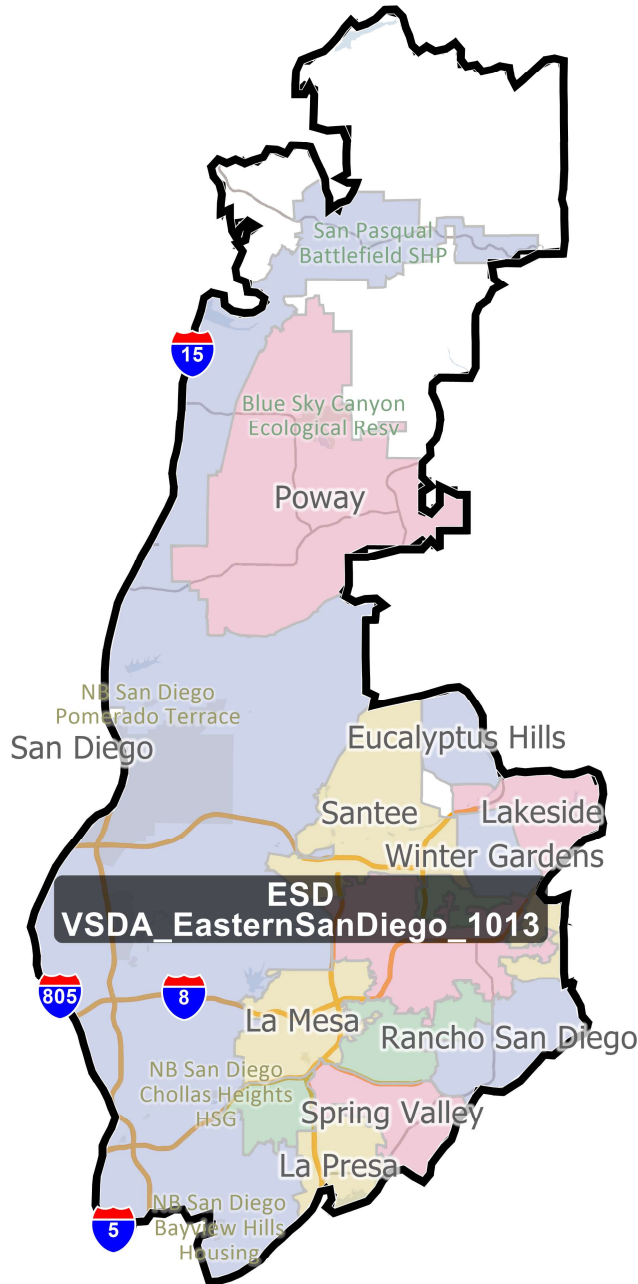 San Pasqual
Battlefield SHP
15
Blue Sky Canyon
Ecological Resv
Poway
NB San Diego
Pomerado Terrace
San Diego
Eucalyptus Hills
Santee
Lakeside
Winter Gardens
ESD
VSDA_EasternSanDiego_1013
805
8
La Mesa
Rancho San Diego
NB San Diego
Chollas Heights
HSG
Spring Valley
La Presa
NB San Diego
Bayview Hills
Housing
5